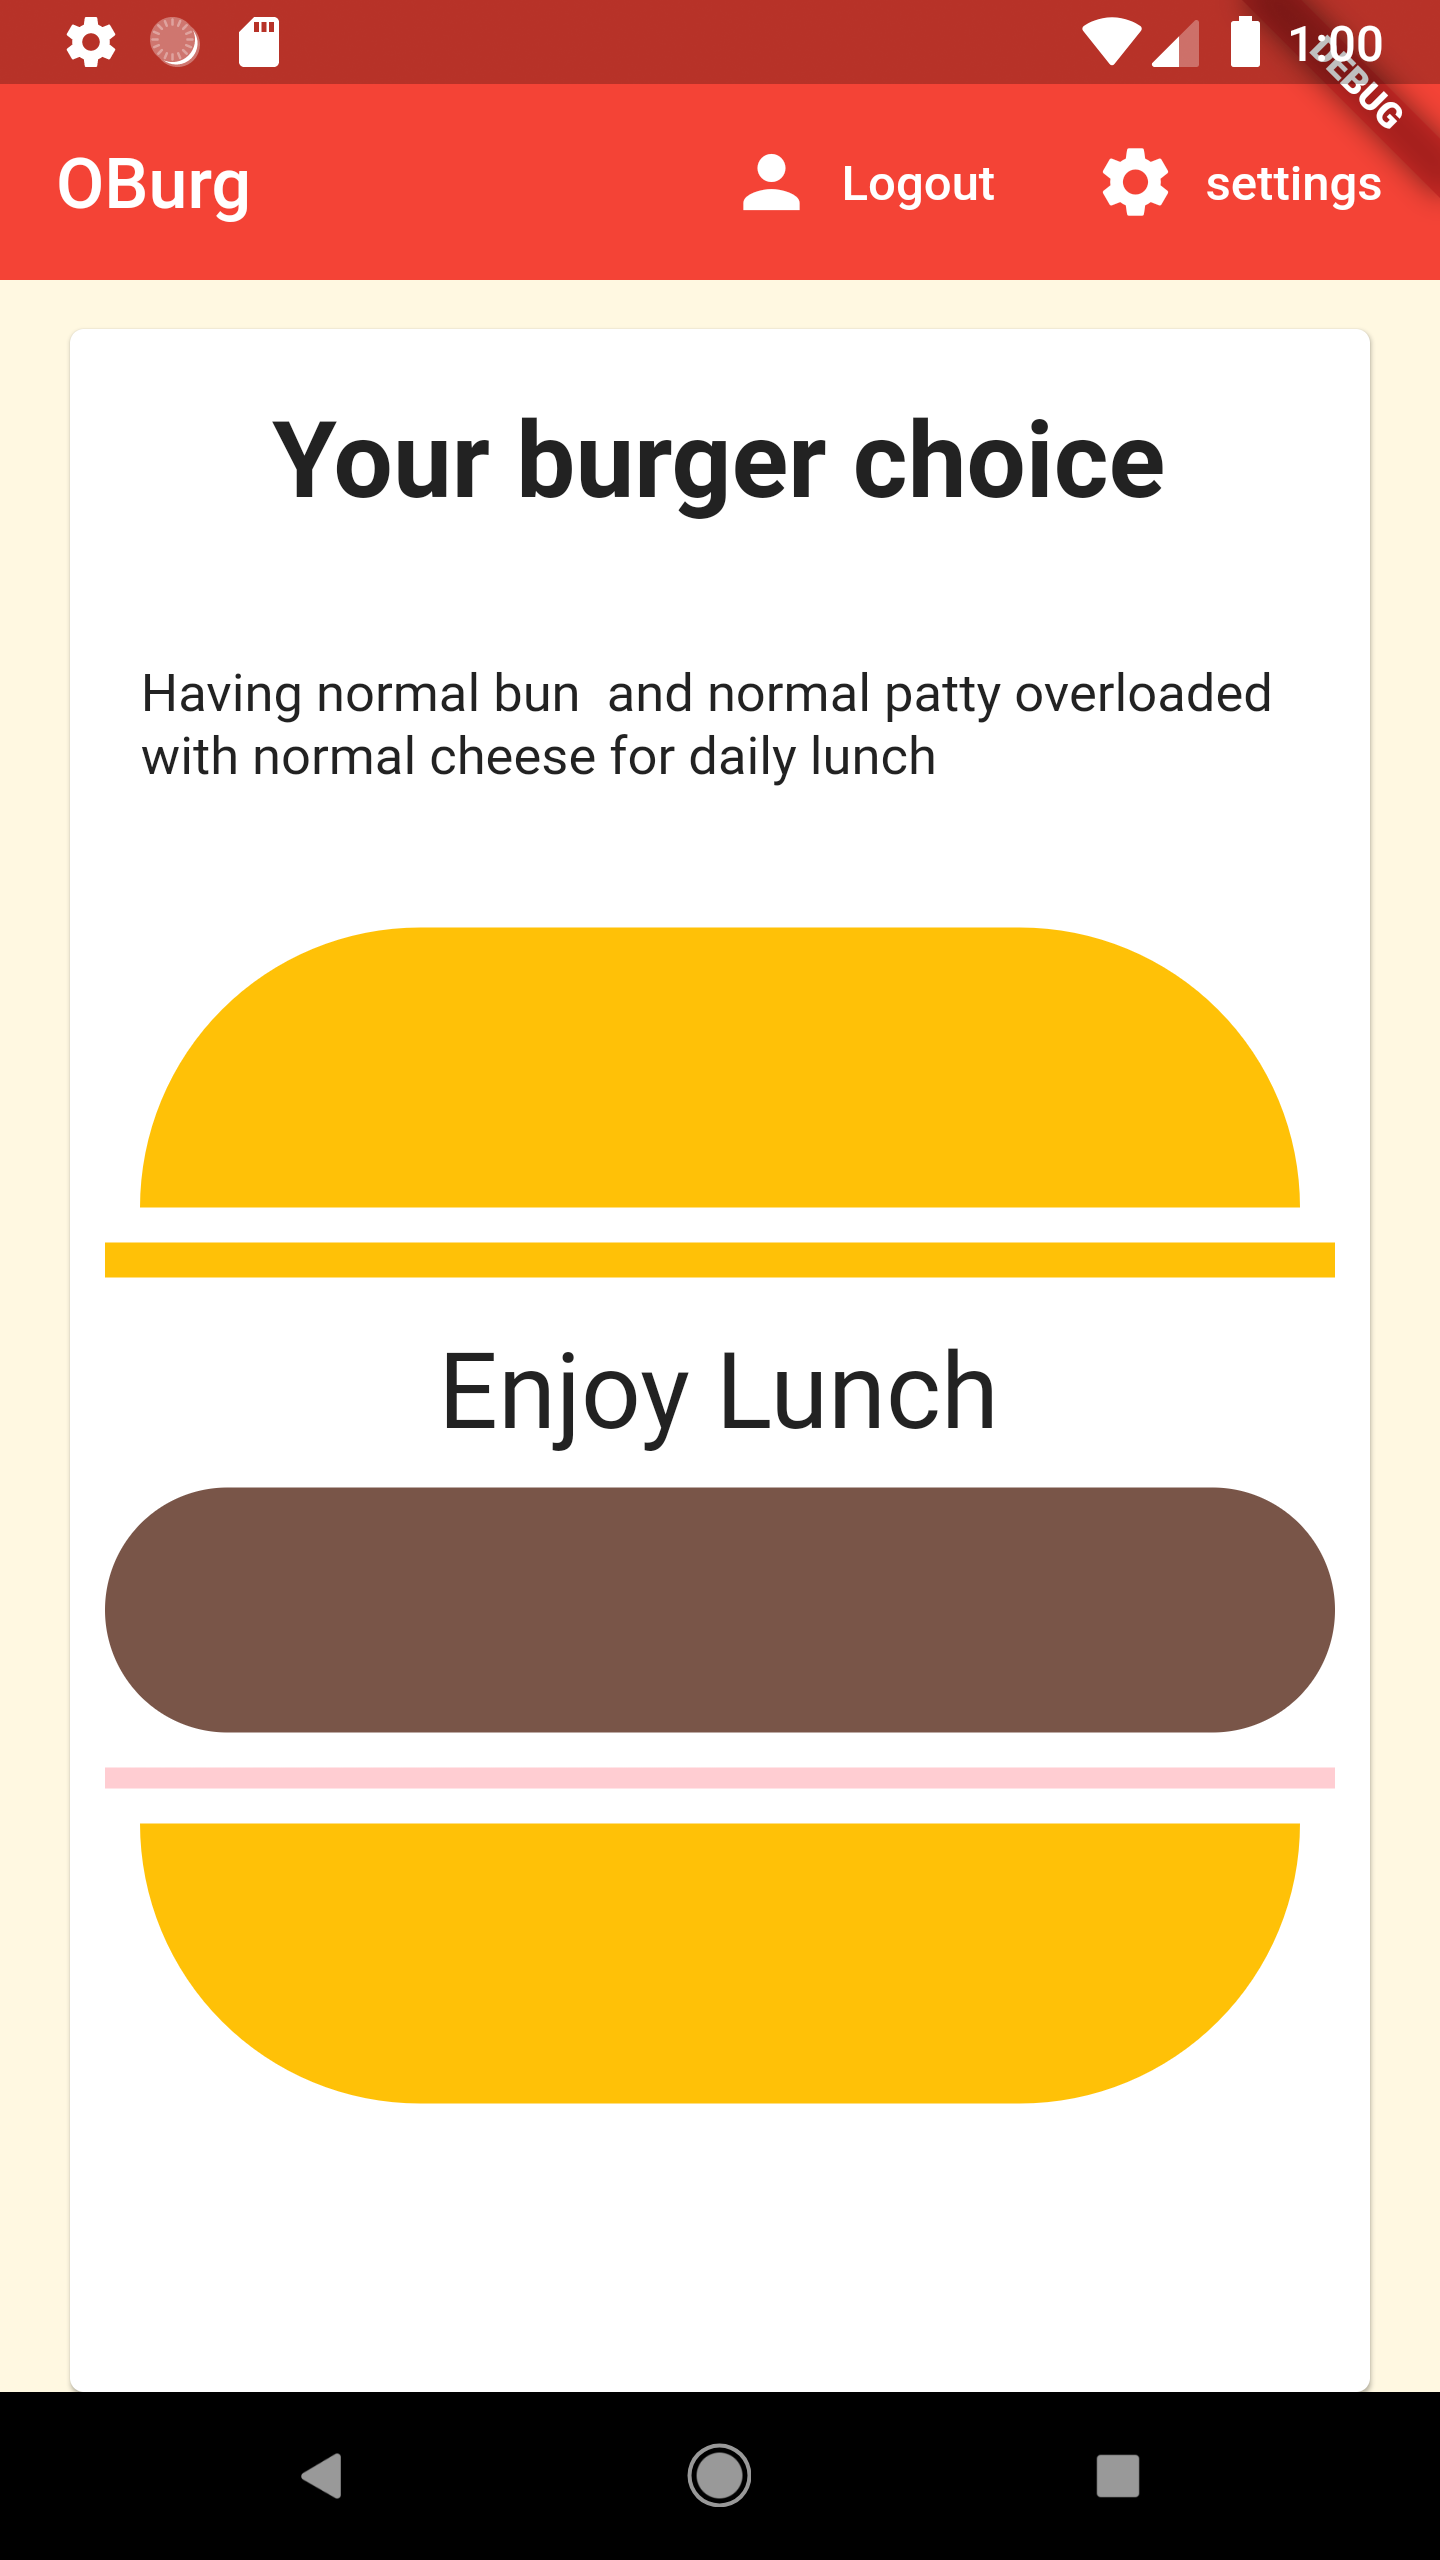 1:00
DEBUG
OBurg Logout settings
Your burger choice
Having normal bun  and normal patty overloaded
with normal cheese for daily lunch
Enjoy Lunch